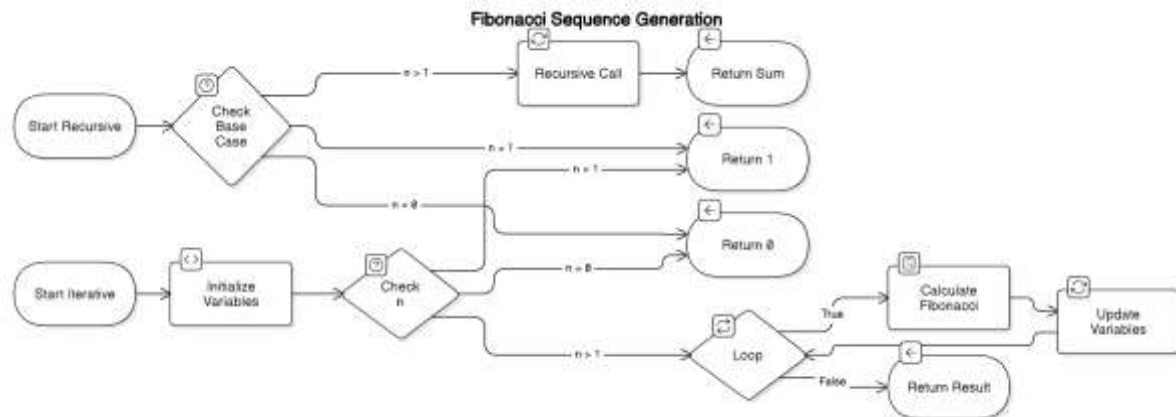 Fibonacci Sequence Generation
n > 1
Recursive Call
Return Sum
Start Recursive
Check
Base
Case
n = 1
Return 1
n = 1
n = 0
Return 0
n = 0
Start Iterative
Initialize
Variables
Check
n
n > 1
Loop
True
Calculate
Fibonacci
Update
Variables
False
Return Result